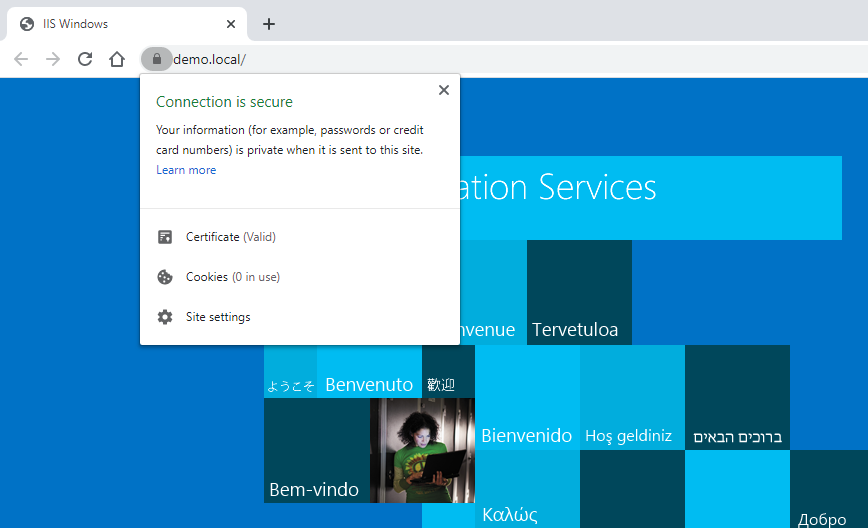 IIS Windows
demo.local/
Connection is secure
Your information (for example, passwords or credit
card numbers) is private when it is sent to this site.
Learn more
Certificate (Valid)
Cookies (0 in use)
Site settings
ation Services
nvenue
Tervetuloa
ようこそ
Benvenuto
歡迎
Bienvenido
Hoş geldiniz
ברוכים הבאים
Bem-vindo
Καλώς
Добро